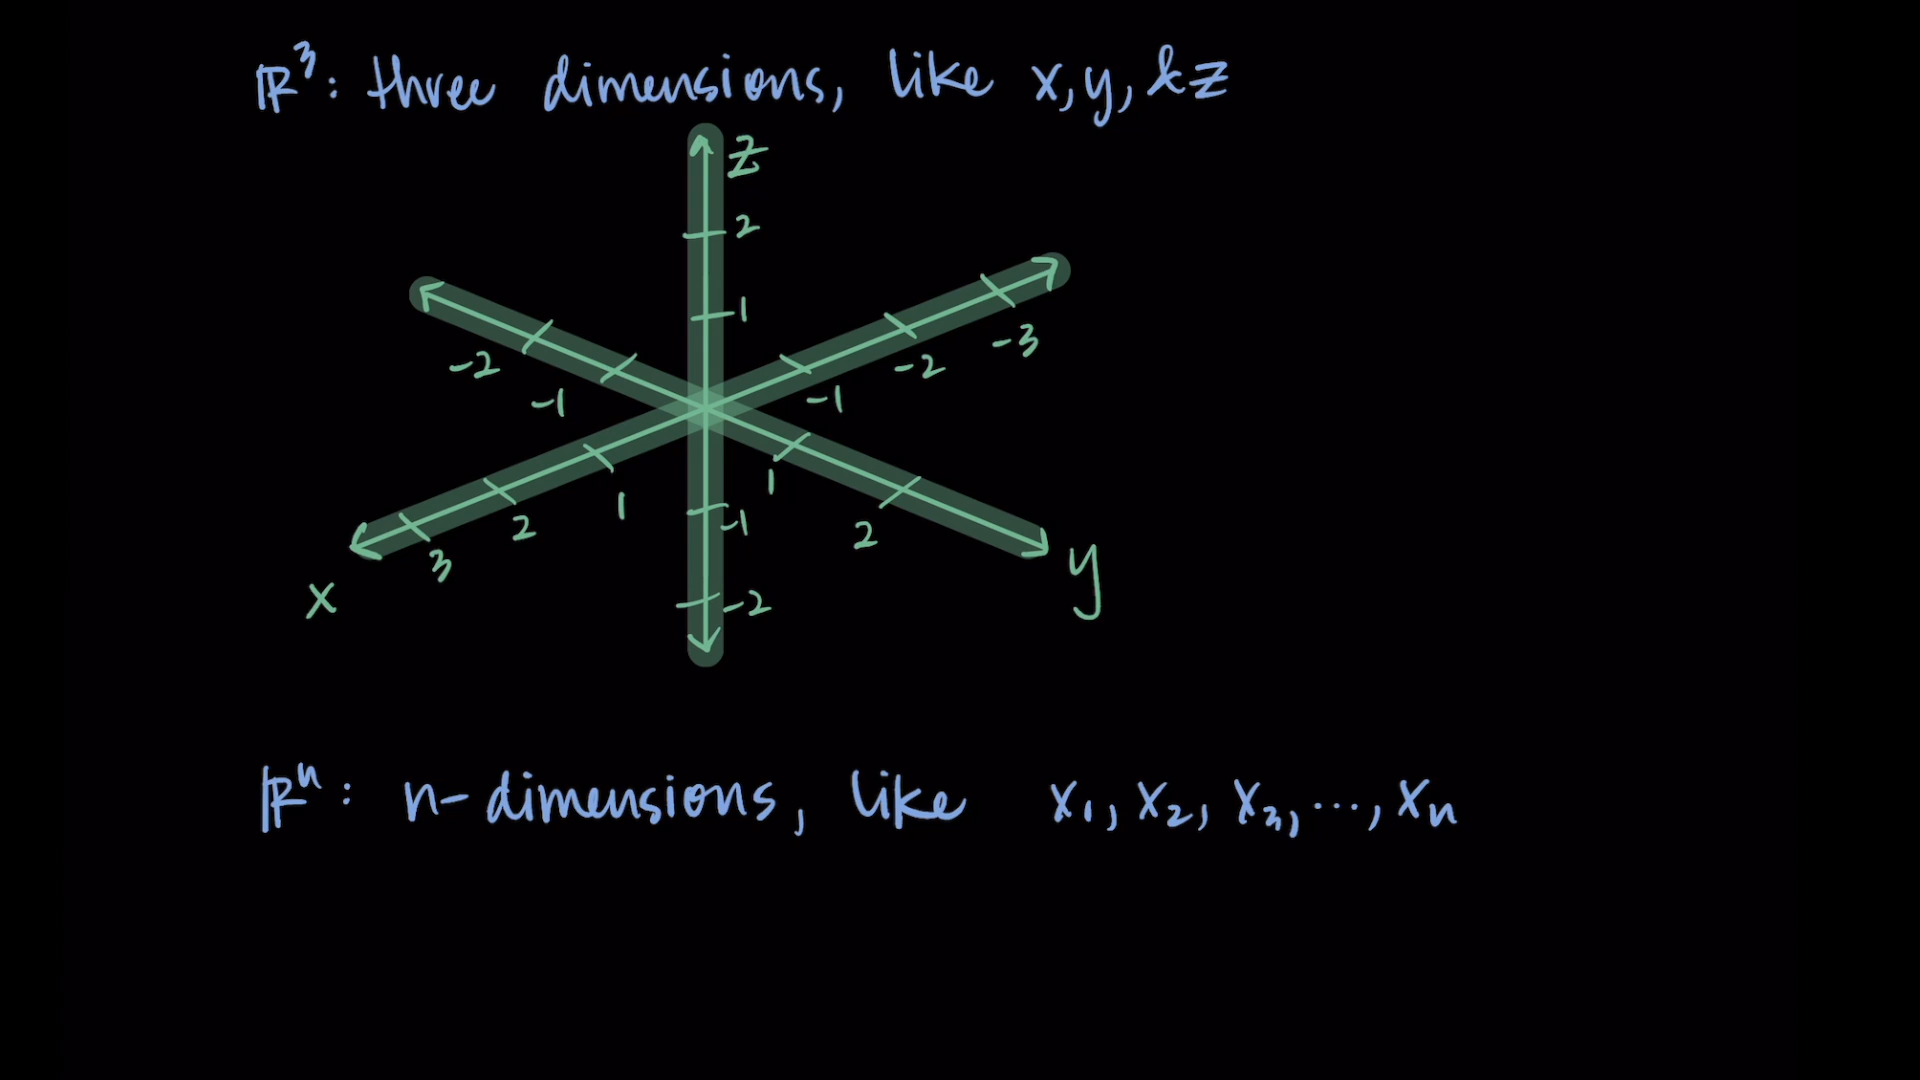 ℝ³: three dimensions, like x, y, & z
z
2
1
-2
-1
-1
-2
-3
1
2
3
-1
-2
1
2
x
y
ℝⁿ: n-dimensions, like x₁, x₂, x₃, ..., xₙ